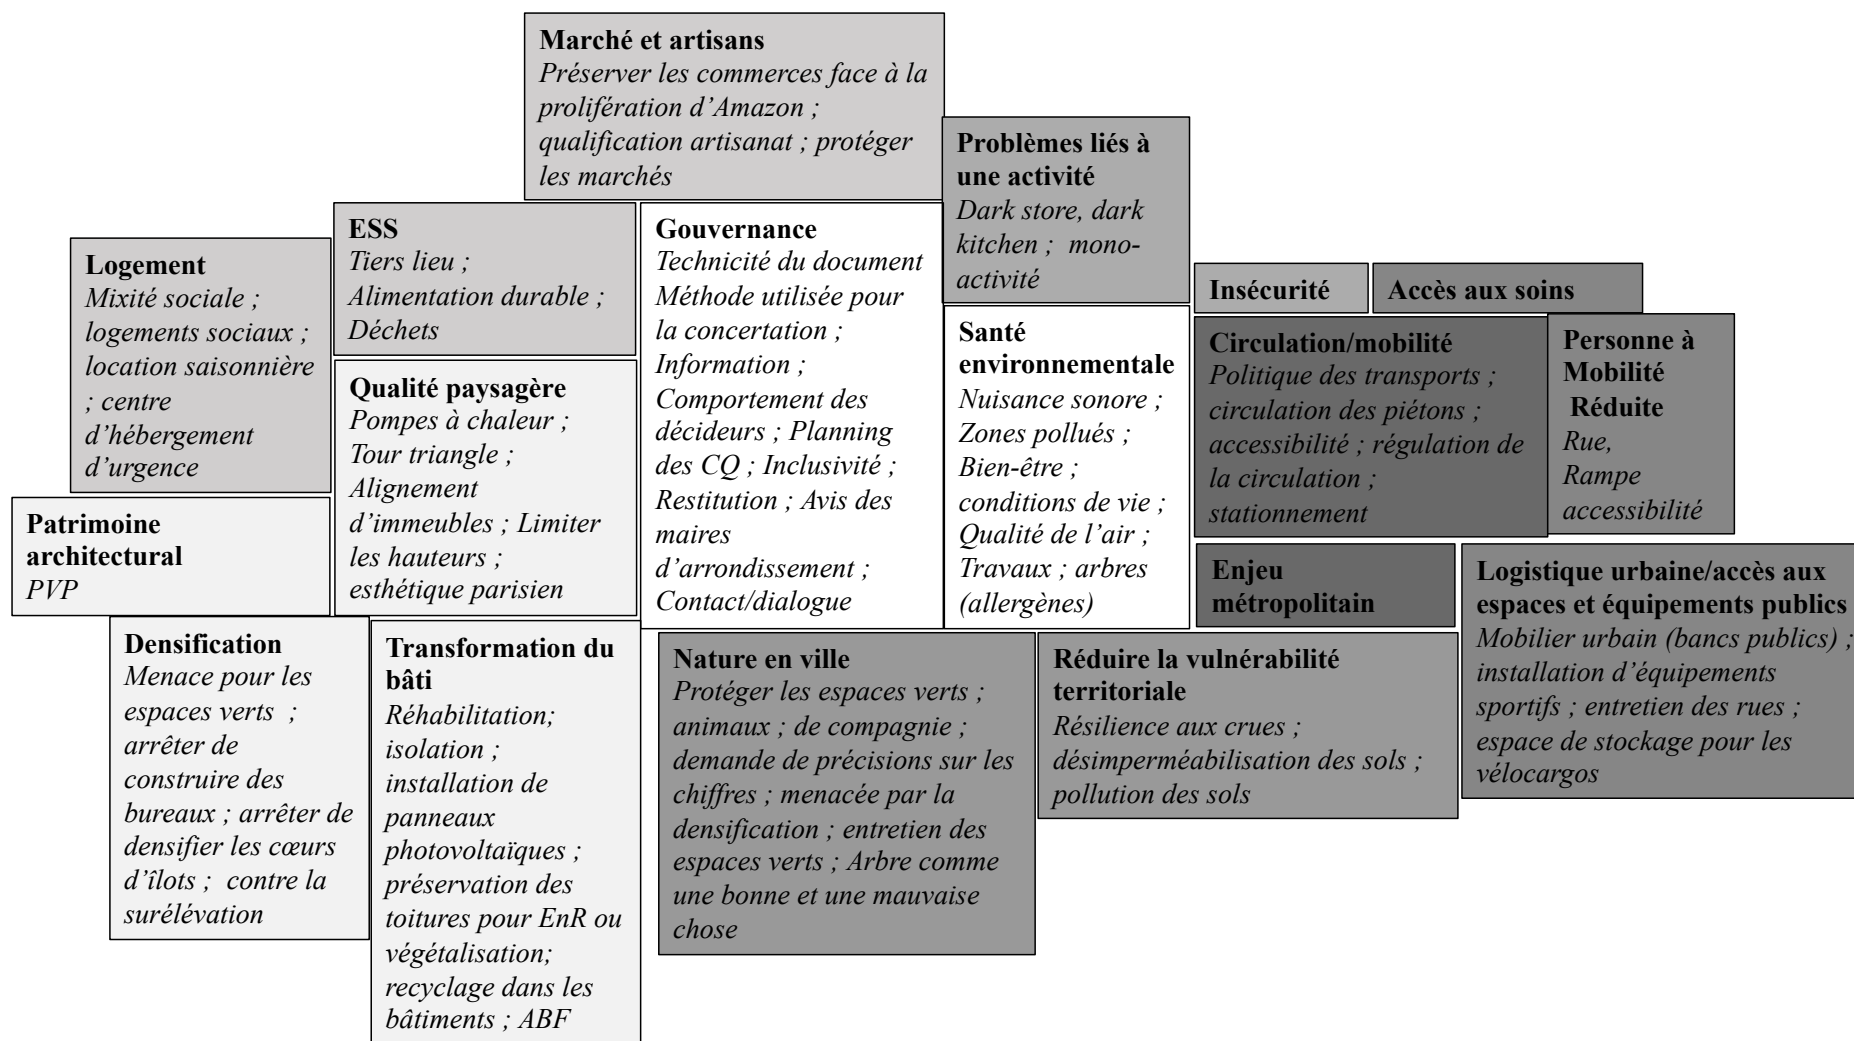 Marché et artisans
Préserver les commerces face à la
prolifération d’Amazon ;
qualification artisanat ; protéger
les marchés
Problèmes liés à
une activité
Dark store, dark
kitchen ;  mono-
activité
ESS
Tiers lieu ;
Alimentation durable ;
Déchets
Gouvernance
Technicité du document
Méthode utilisée pour
la concertation ;
Information ;
Comportement des
décideurs ; Planning
des CQ ; Inclusivité ;
Restitution ; Avis des
maires
d’arrondissement ;
Contact/dialogue
Logement
Mixité sociale ;
logements sociaux ;
location saisonnière
; centre
d’hébergement
d’urgence
Insécurité
Accès aux soins
Santé
environnementale
Nuisance sonore ;
Zones pollués ;
Bien-être ;
conditions de vie ;
Qualité de l’air ;
Travaux ; arbres
(allergènes)
Circulation/mobilité
Politique des transports ;
circulation des piétons ;
accessibilité ; régulation de
la circulation ;
stationnement
Personne à
Mobilité
Réduite
Rue,
Rampe
accessibilité
Qualité paysagère
Pompes à chaleur ;
Tour triangle ;
Alignement
d’immeubles ; Limiter
les hauteurs ;
esthétique parisien
Patrimoine
architectural
PVP
Enjeu
métropolitain
Logistique urbaine/accès aux
espaces et équipements publics
Mobilier urbain (bancs publics) ;
installation d’équipements
sportifs ; entretien des rues ;
espace de stockage pour les
vélocargos
Densification
Menace pour les
espaces verts  ;
arrêter de
construire des
bureaux ; arrêter de
densifier les cœurs
d’îlots ;  contre la
surélévation
Transformation du
bâti
Réhabilitation;
isolation ;
installation de
panneaux
photovoltaïques ;
préservation des
toitures pour EnR ou
végétalisation;
recyclage dans les
bâtiments ; ABF
Nature en ville
Protéger les espaces verts ;
animaux ; de compagnie ;
demande de précisions sur les
chiffres ; menacée par la
densification ; entretien des
espaces verts ; Arbre comme
une bonne et une mauvaise
chose
Réduire la vulnérabilité
territoriale
Résilience aux crues ;
désimperméabilisation des sols ;
pollution des sols